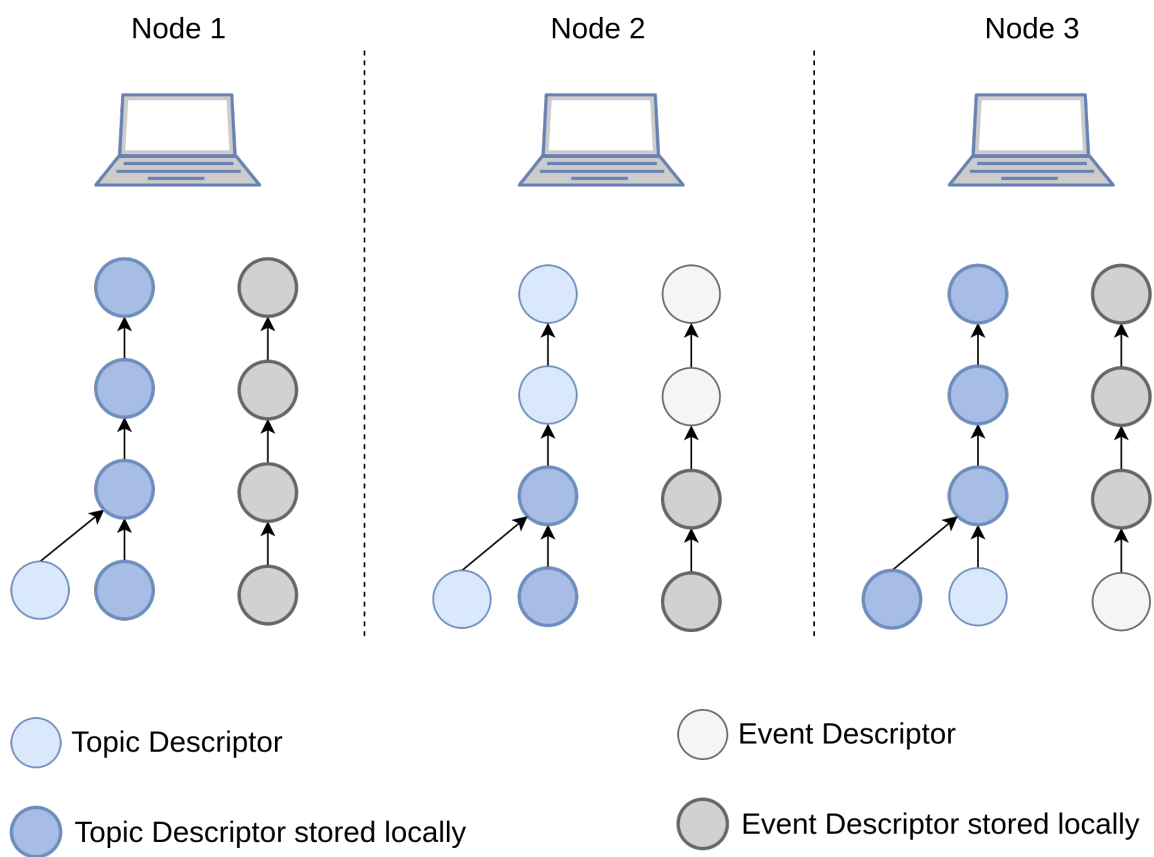 Node 1
Node 2
Node 3
Topic Descriptor
Event Descriptor
Topic Descriptor stored locally
Event Descriptor stored locally